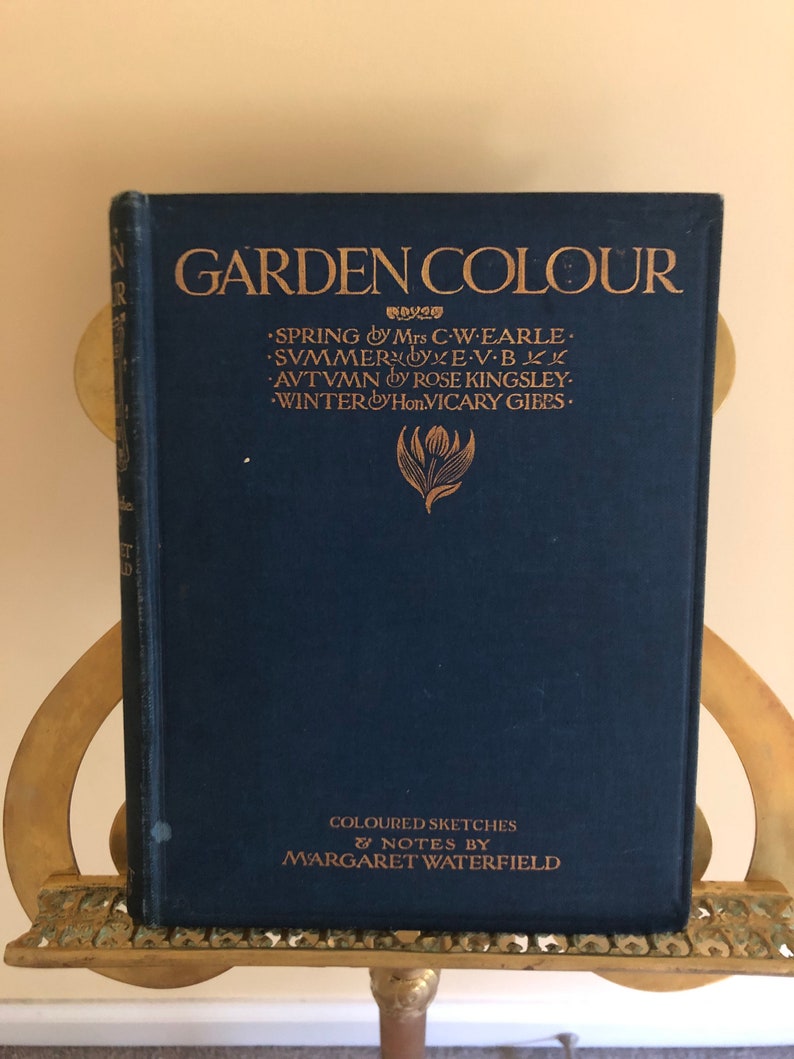 GARDEN COLOUR
·SPRING by Mrs C·W·EARLE·
·SVMMER by E·V·B
·AVTVMN by ROSE KINGSLEY·
·WINTER by Hon. VICARY GIBBS·
COLOURED SKETCHES
& NOTES BY
MARGARET WATERFIELD